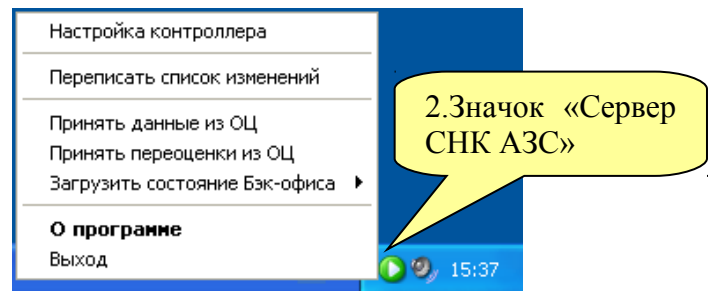 Настройка контроллера
Переписать список изменений
Принять данные из ОЦ
Принять переоценки из ОЦ
Загрузить состояние Бэк-офиса
О программе
Выход
2.Значок «Сервер
СНК АЗС»
15:37